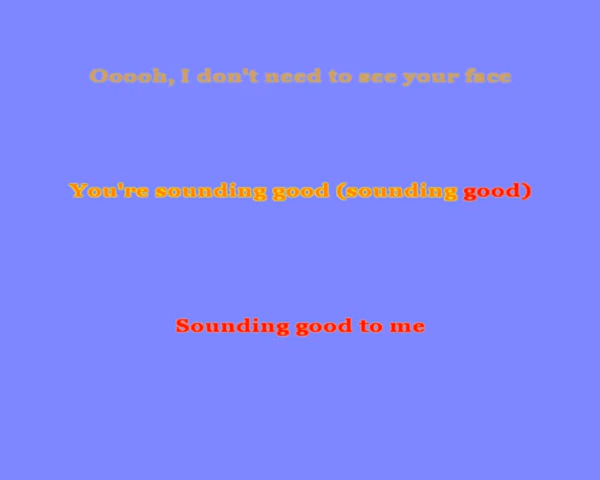 Ooooh, I don't need to see your face
You're sounding good (sounding good)
Sounding good to me